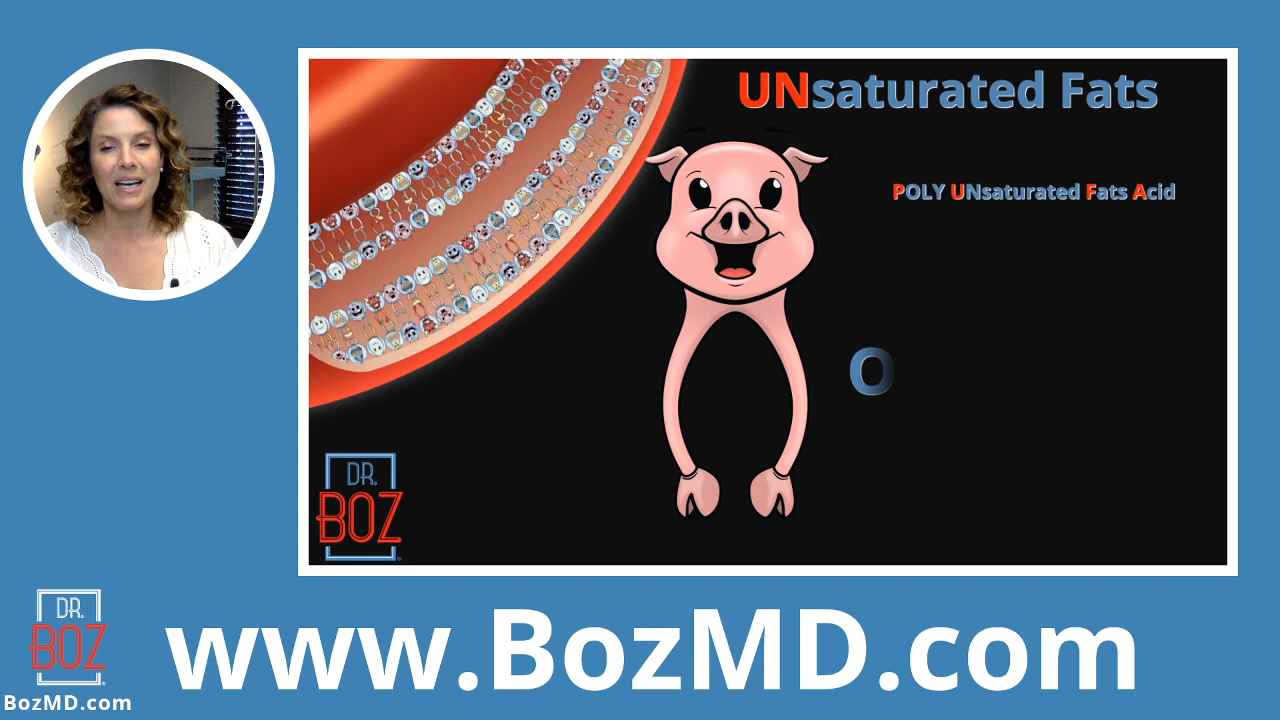 UNsaturated Fats
POLY UNsaturated Fats Acid
O
DR.
BOZ
DR.
BOZ
BozMD.com
www.BozMD.com